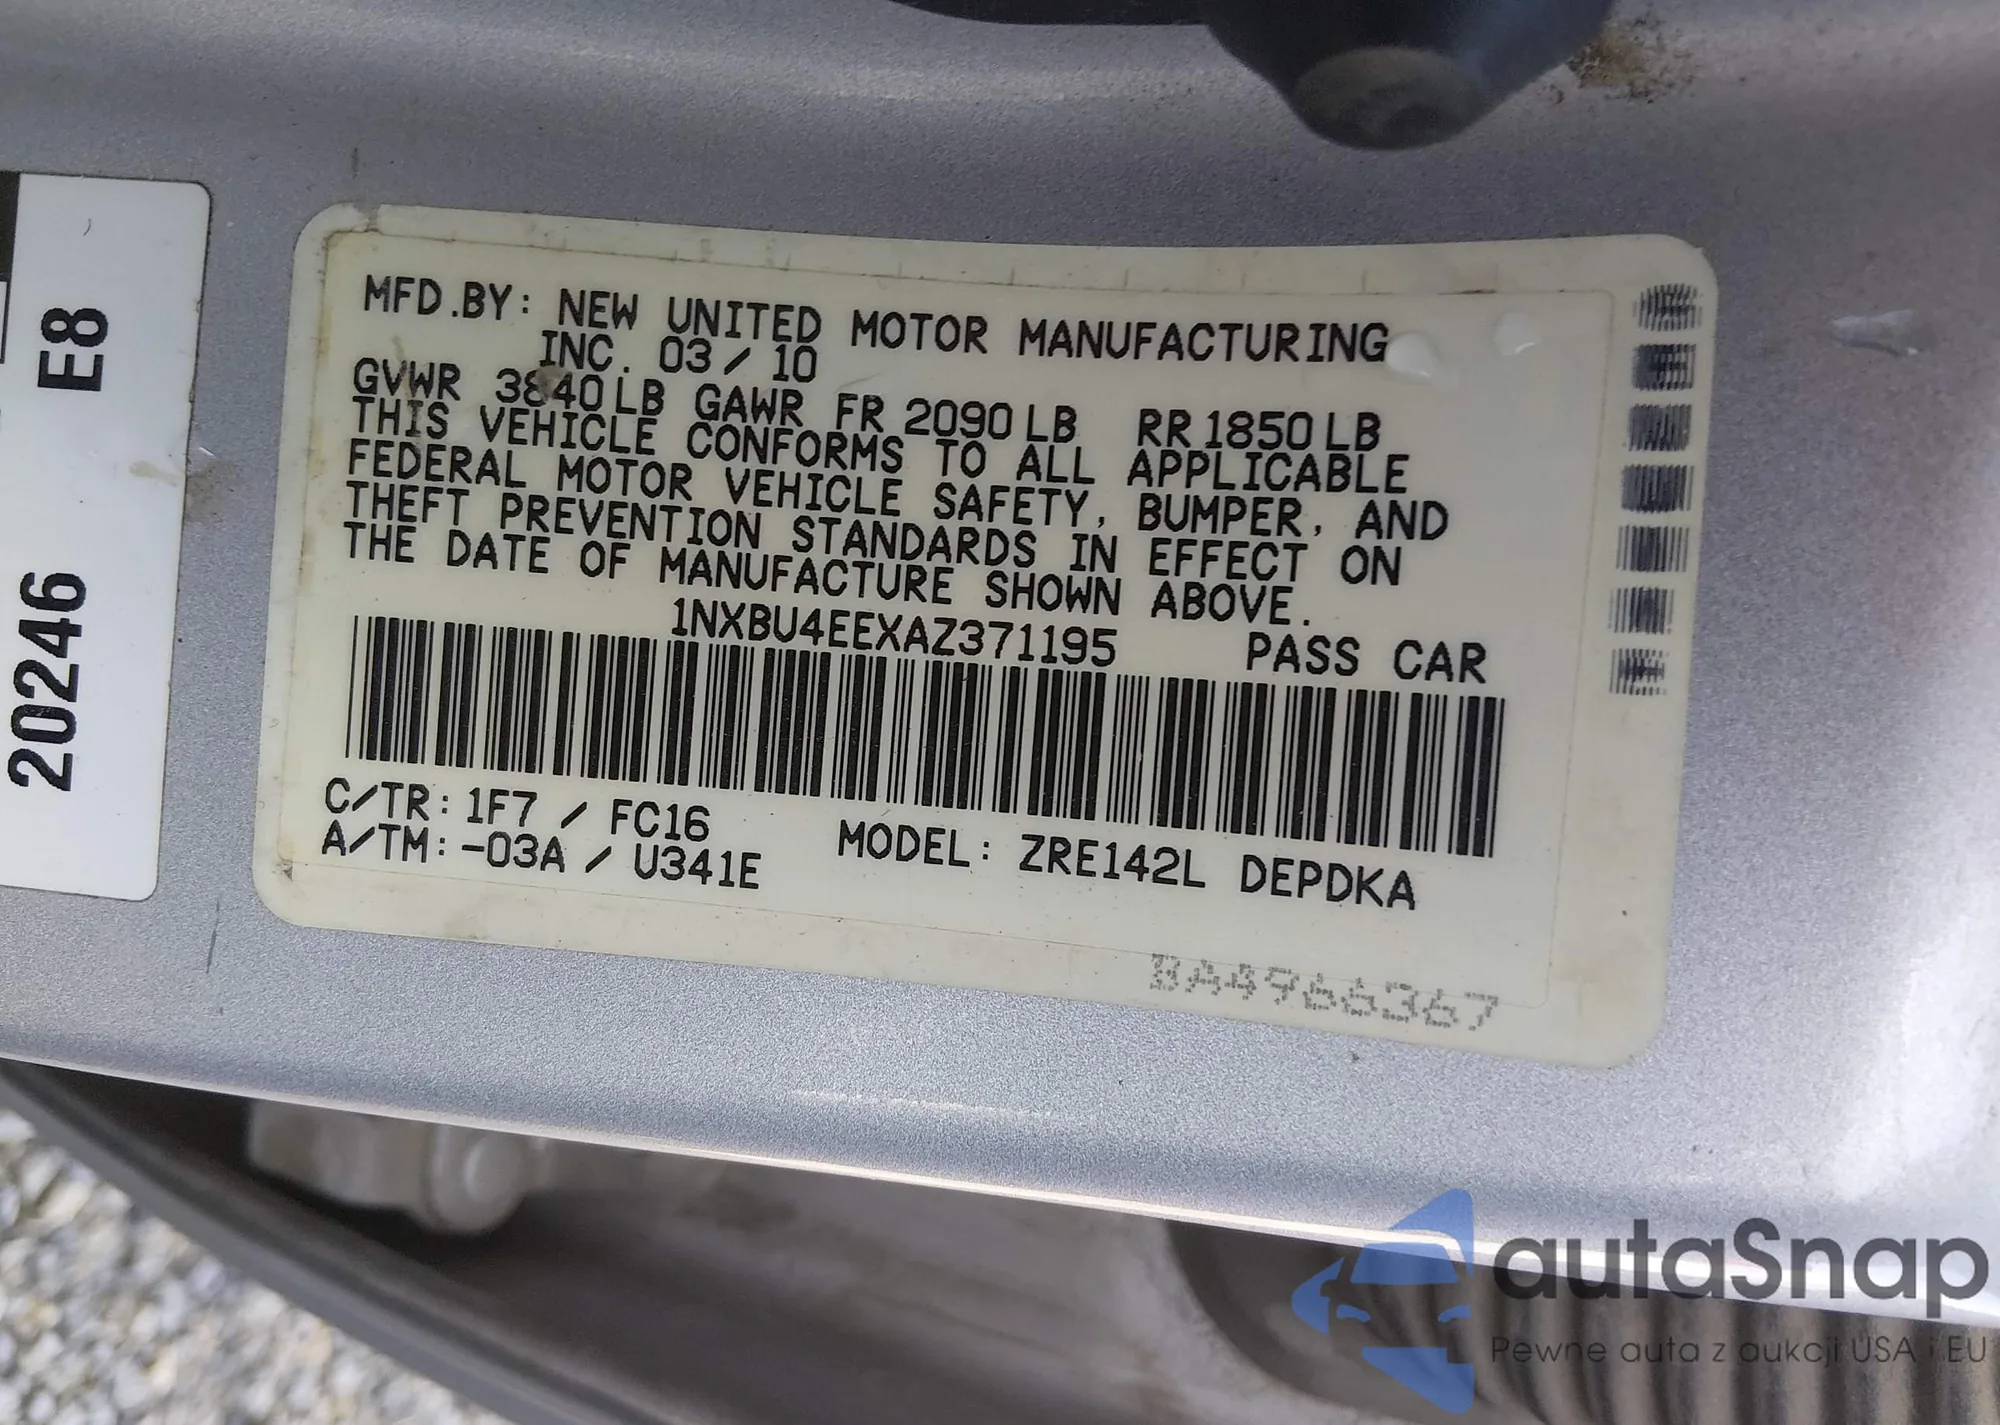 MFD.BY: NEW UNITED MOTOR MANUFACTURING
INC. 03/10
GVWR 3840LB GAWR FR 2090LB RR1850LB
THIS VEHICLE CONFORMS TO ALL APPLICABLE
FEDERAL MOTOR VEHICLE SAFETY, BUMPER, AND
THEFT PREVENTION STANDARDS IN EFFECT ON
THE DATE OF MANUFACTURE SHOWN ABOVE.
1NXBU4EEXAZ371195 PASS CAR
C/TR: 1F7 / FC16
A/TM: -03A / U341E MODEL: ZRE142L DEPDKA
BA4966367
20246 E8
autaSnap
Pewne auta z aukcji USA i EU